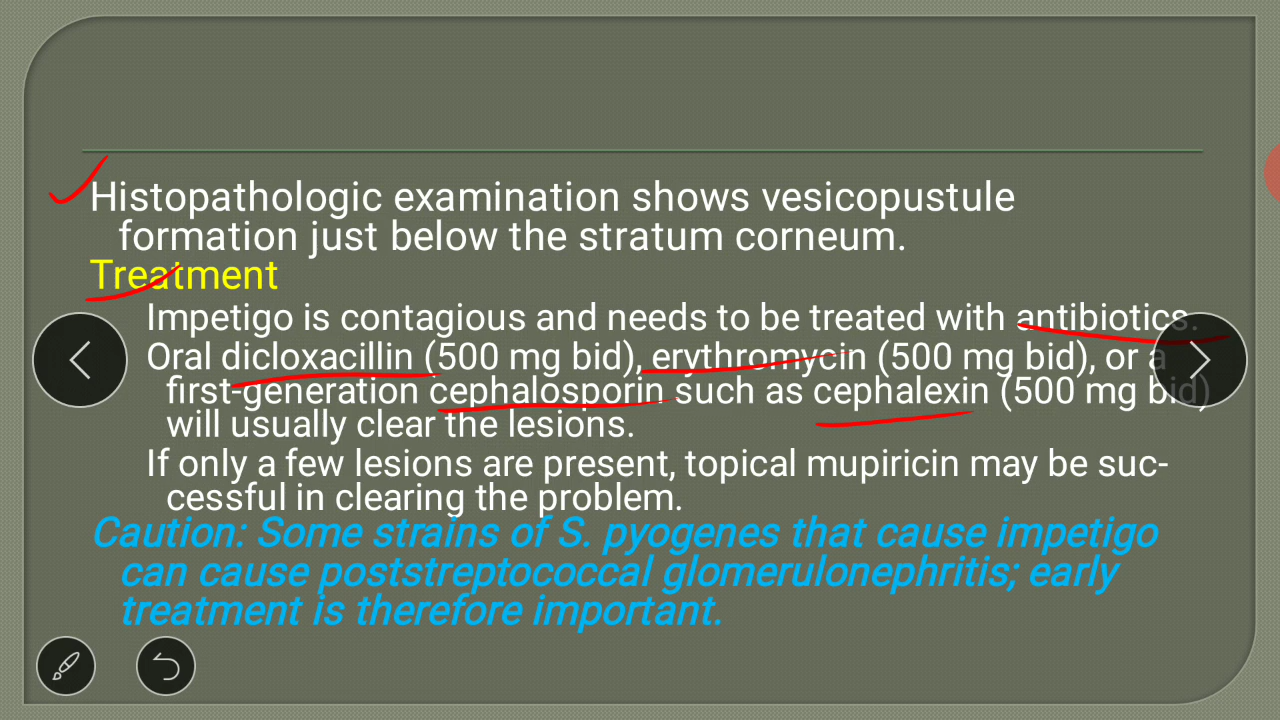 Histopathologic examination shows vesicopustule
formation just below the stratum corneum.
Treatment
Impetigo is contagious and needs to be treated with antibiotics.
Oral dicloxacillin (500 mg bid), erythromycin (500 mg bid), or a
first-generation cephalosporin such as cephalexin (500 mg bid)
will usually clear the lesions.
If only a few lesions are present, topical mupiricin may be suc-
cessful in clearing the problem.
Caution: Some strains of S. pyogenes that cause impetigo
can cause poststreptococcal glomerulonephritis; early
treatment is therefore important.